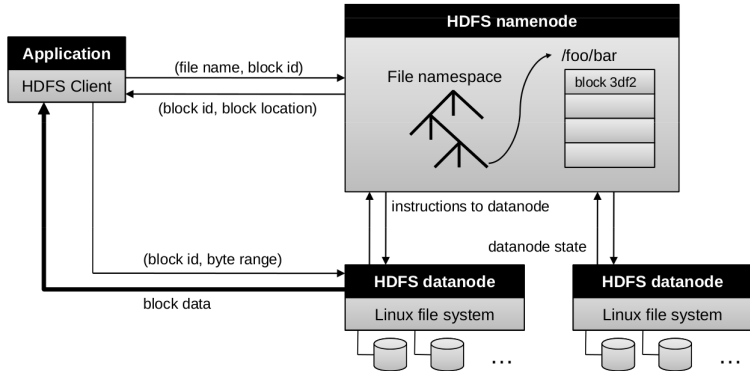 HDFS namenode
Application
HDFS Client
(file name, block id)
(block id, block location)
File namespace
/foo/bar
block 3df2
instructions to datanode
datanode state
(block id, byte range)
block data
HDFS datanode
Linux file system
...
HDFS datanode
Linux file system
...